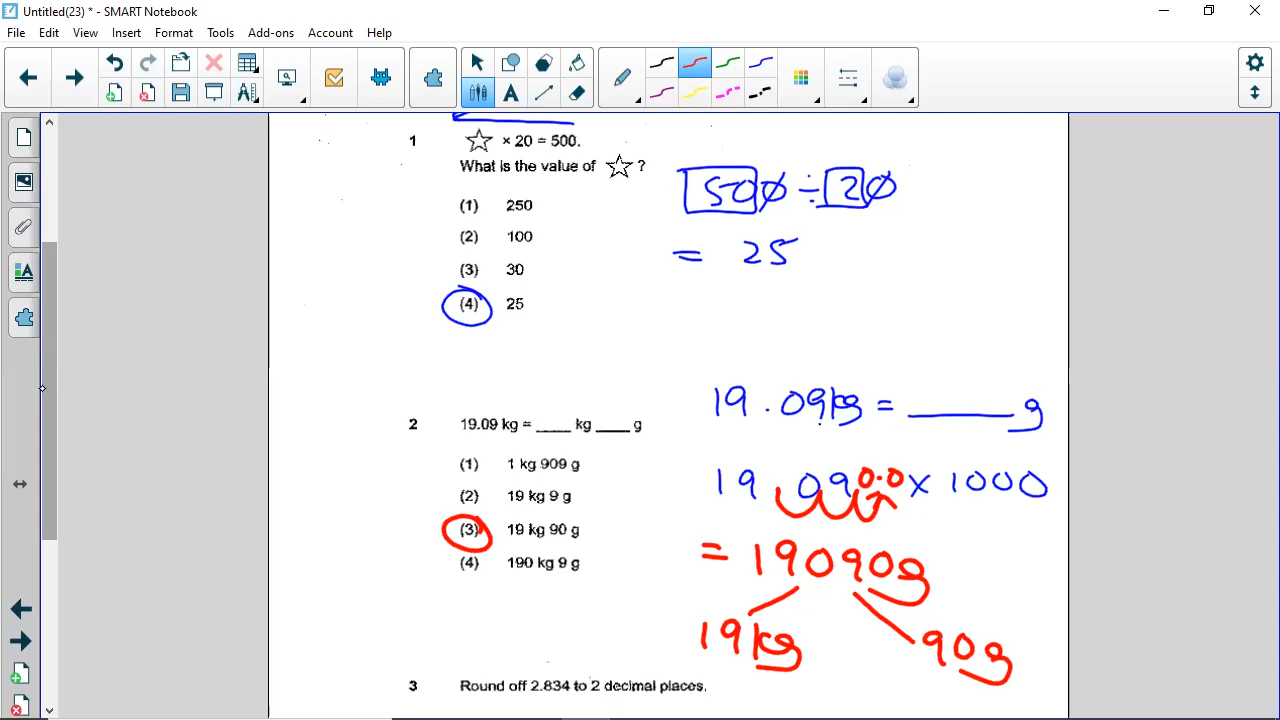 Untitled(23) * - SMART Notebook
File Edit View Insert Format Tools Add-ons Account Help
1 ☆ × 20 = 500.
What is the value of ☆ ?
(1) 250
(2) 100
(3) 30
(4) 25
500 ÷ 20
= 25
2 19.09 kg = ____ kg ____ g
(1) 1 kg 909 g
(2) 19 kg 9 g
(3) 19 kg 90 g
(4) 190 kg 9 g
19.09kg = ____ g
19 090.0 × 1000
= 19090g
19kg 90g
3 Round off 2.834 to 2 decimal places.